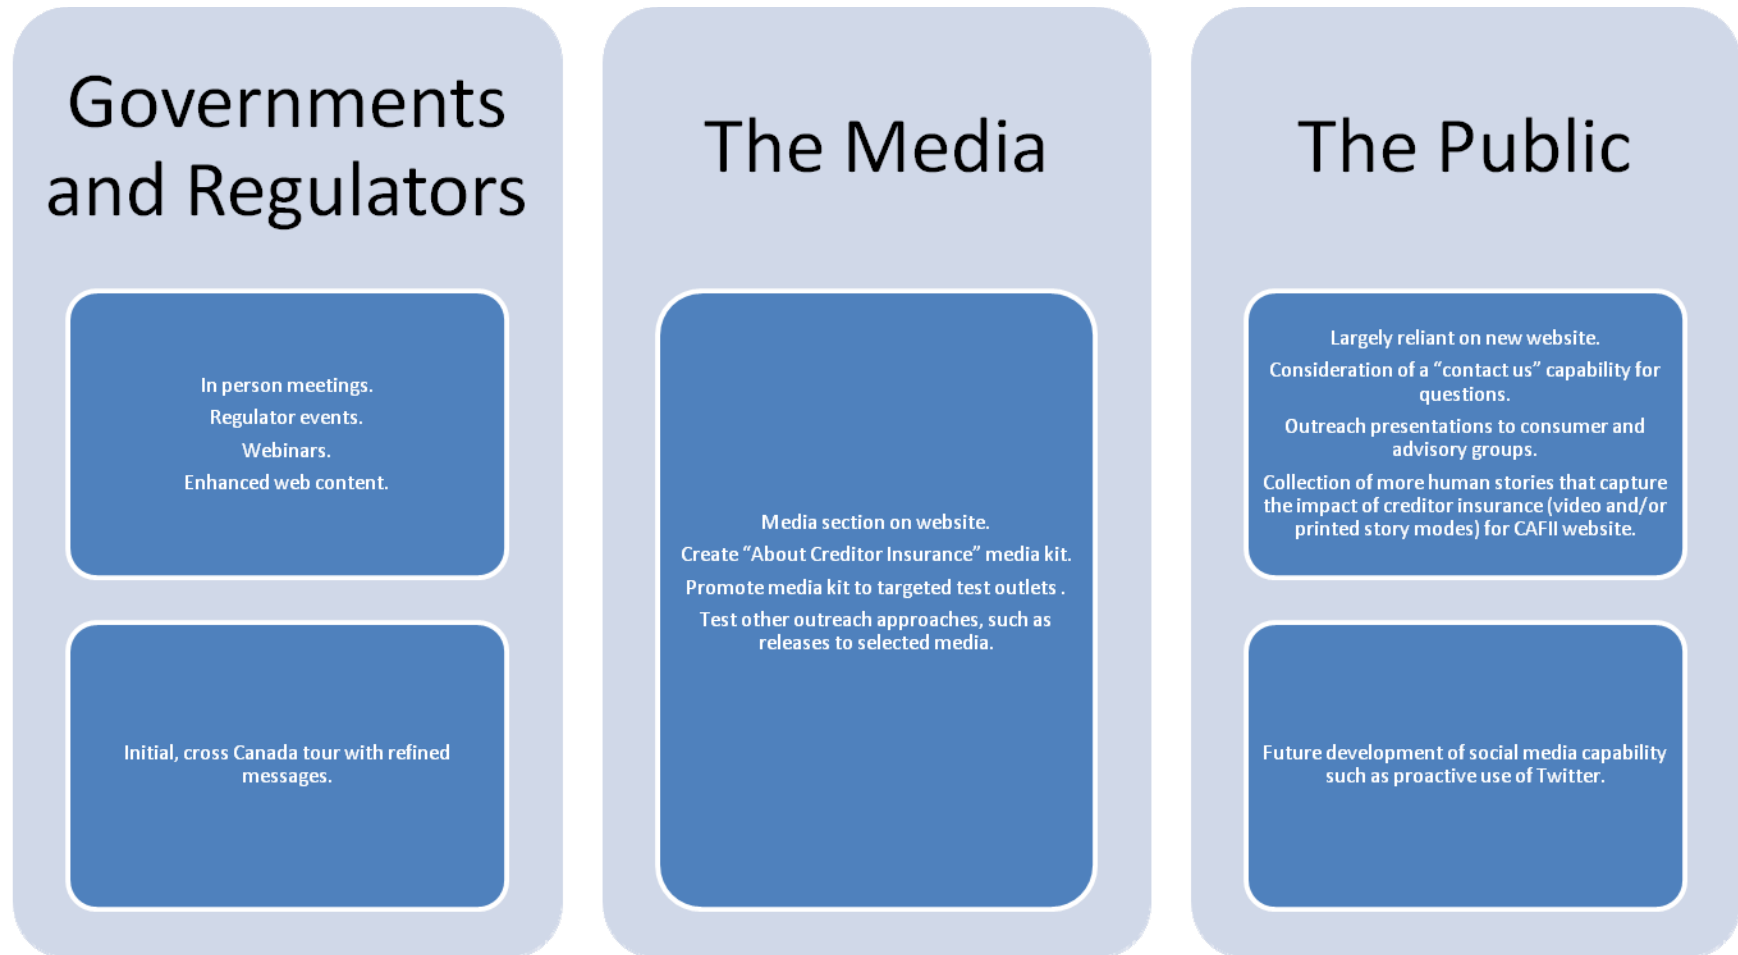 Governments
and Regulators
In person meetings.
Regulator events.
Webinars.
Enhanced web content.
Initial, cross Canada tour with refined
messages.
The Media
Media section on website.
Create “About Creditor Insurance” media kit.
Promote media kit to targeted test outlets .
Test other outreach approaches, such as
releases to selected media.
The Public
Largely reliant on new website.
Consideration of a “contact us” capability for
questions.
Outreach presentations to consumer and
advisory groups.
Collection of more human stories that capture
the impact of creditor insurance (video and/or
printed story modes) for CAFII website.
Future development of social media capability
such as proactive use of Twitter.